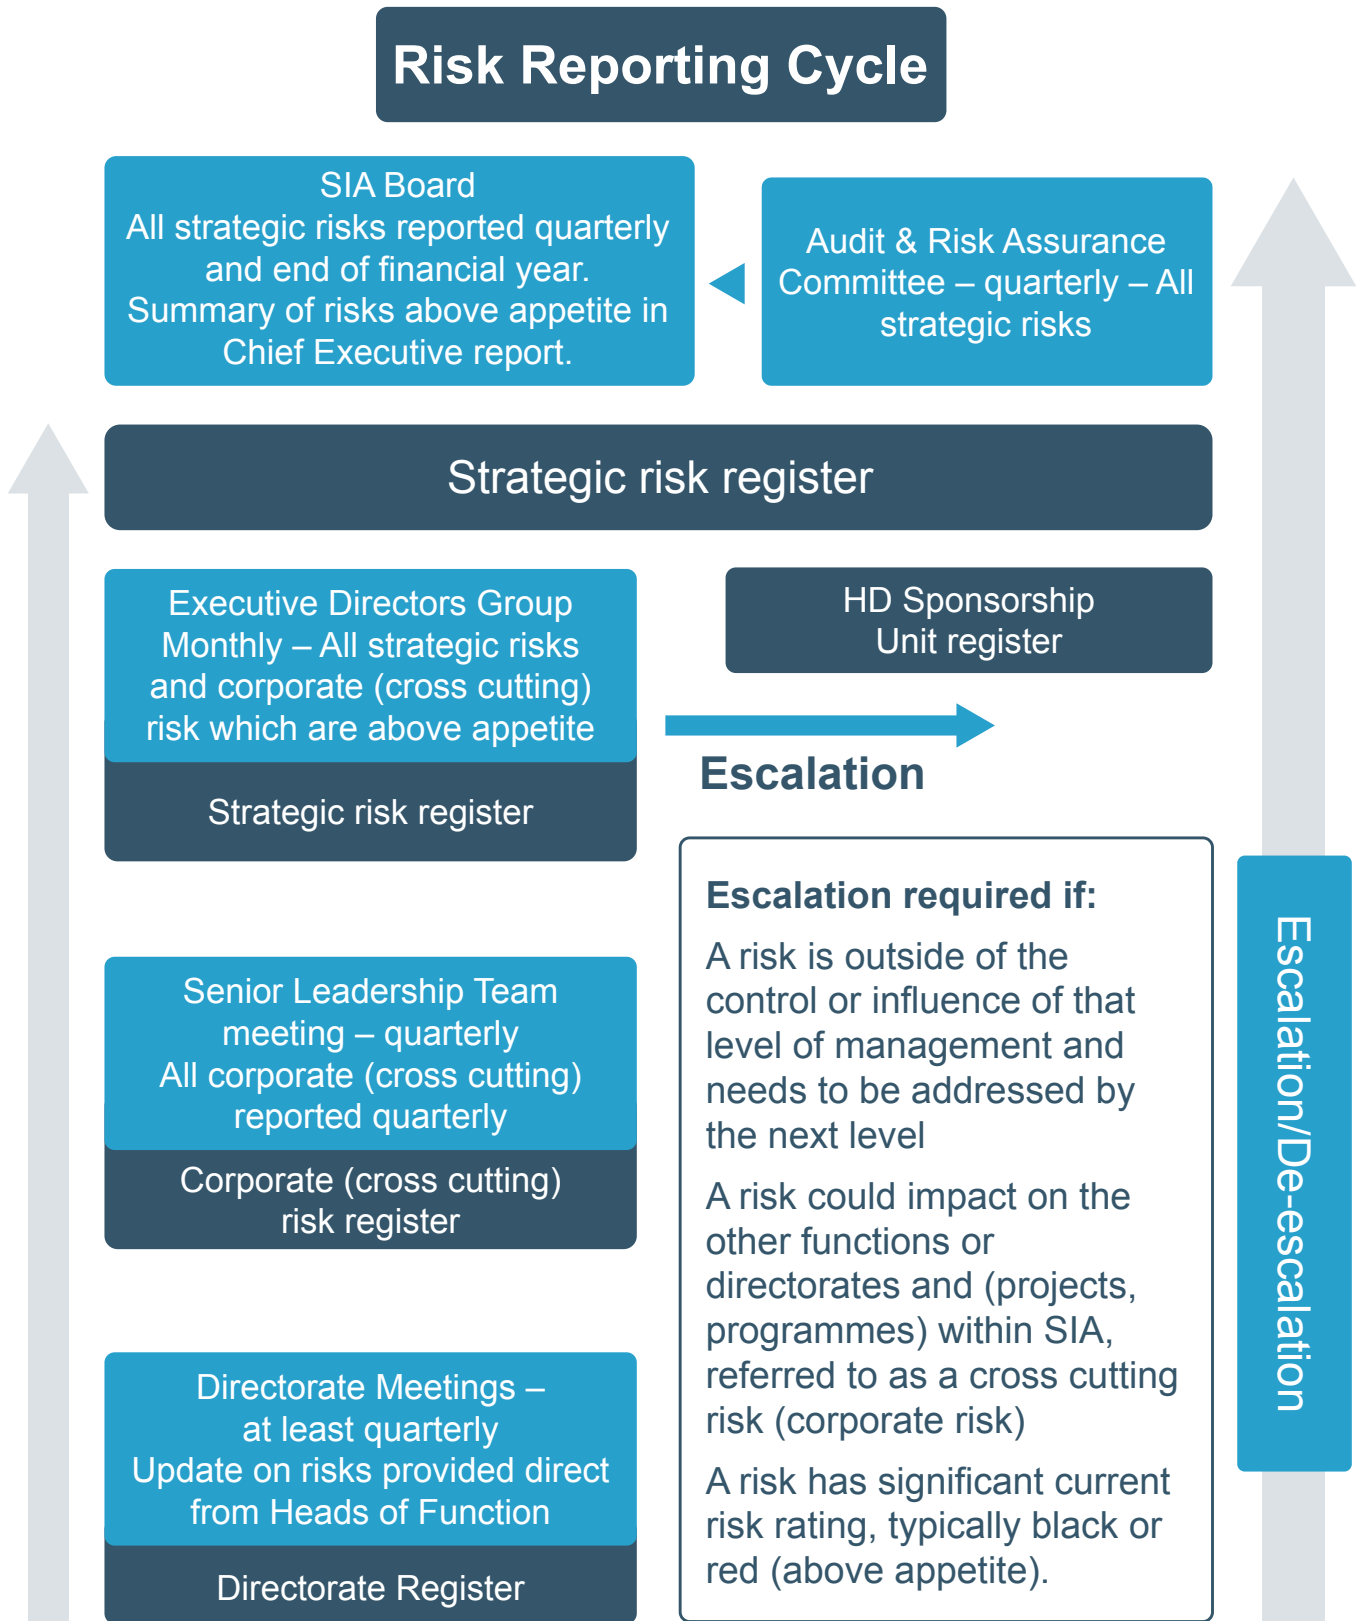 Risk Reporting Cycle
SIA Board
All strategic risks reported quarterly
and end of financial year.
Summary of risks above appetite in
Chief Executive report.
Audit & Risk Assurance
Committee – quarterly – All
strategic risks
Strategic risk register
Executive Directors Group
Monthly – All strategic risks
and corporate (cross cutting)
risk which are above appetite
Strategic risk register
HD Sponsorship
Unit register
Escalation
Senior Leadership Team
meeting – quarterly
All corporate (cross cutting)
reported quarterly
Corporate (cross cutting)
risk register
Directorate Meetings –
at least quarterly
Update on risks provided direct
from Heads of Function
Directorate Register
Escalation required if:
A risk is outside of the
control or influence of that
level of management and
needs to be addressed by
the next level
A risk could impact on the
other functions or
directorates and (projects,
programmes) within SIA,
referred to as a cross cutting
risk (corporate risk)
A risk has significant current
risk rating, typically black or
red (above appetite).
Escalation/De-escalation